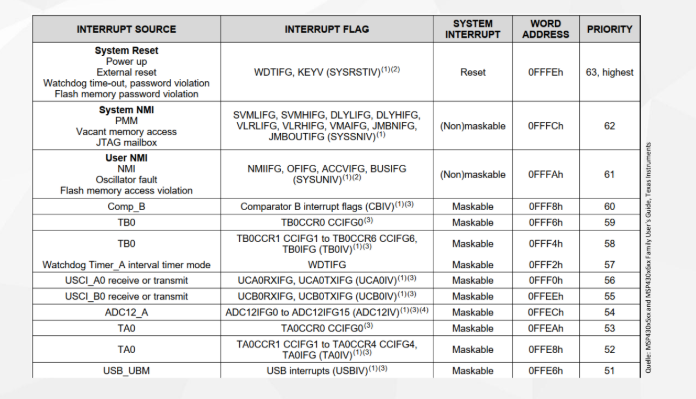 INTERRUPT SOURCE INTERRUPT FLAG SYSTEM INTERRUPT WORD ADDRESS PRIORITY
System Reset
Power up
External reset
Watchdog time-out, password violation
Flash memory password violation
WDTIFG, KEYV (SYSRSTIV)(1)(2) Reset 0FFFEh 63, highest
System NMI
PMM
Vacant memory access
JTAG mailbox
SVMLIFG, SVMHIFG, DLYLIFG, DLYHIFG,
VLRLIFG, VLRHIFG, VMAIFG, JMBNIFG,
JMBOUTIFG (SYSSNIV)(1)
(Non)maskable 0FFFCh 62
User NMI
NMI
Oscillator fault
Flash memory access violation
NMIIFG, OFIFG, ACCVIFG, BUSIFG
(SYSUNIV)(1)(2)
(Non)maskable 0FFFAh 61
Comp_B Comparator B interrupt flags (CBIV)(1)(3) Maskable 0FFF8h 60
TB0 TB0CCR0 CCIFG0(3) Maskable 0FFF6h 59
TB0 TB0CCR1 CCIFG1 to TB0CCR6 CCIFG6,
TB0IFG (TB0IV)(1)(3) Maskable 0FFF4h 58
Watchdog Timer_A interval timer mode WDTIFG Maskable 0FFF2h 57
USCI_A0 receive or transmit UCA0RXIFG, UCA0TXIFG (UCA0IV)(1)(3) Maskable 0FFF0h 56
USCI_B0 receive or transmit UCB0RXIFG, UCB0TXIFG (UCB0IV)(1)(3) Maskable 0FFEEh 55
ADC12_A ADC12IFG0 to ADC12IFG15 (ADC12IV)(1)(3)(4) Maskable 0FFECh 54
TA0 TA0CCR0 CCIFG0(3) Maskable 0FFEAh 53
TA0 TA0CCR1 CCIFG1 to TA0CCR4 CCIFG4,
TA0IFG (TA0IV)(1)(3) Maskable 0FFE8h 52
USB_UBM USB interrupts (USBIV)(1)(3) Maskable 0FFE6h 51
Quelle: MSP430x5xx and MSP430x6xx Family User's Guide, Texas Instruments